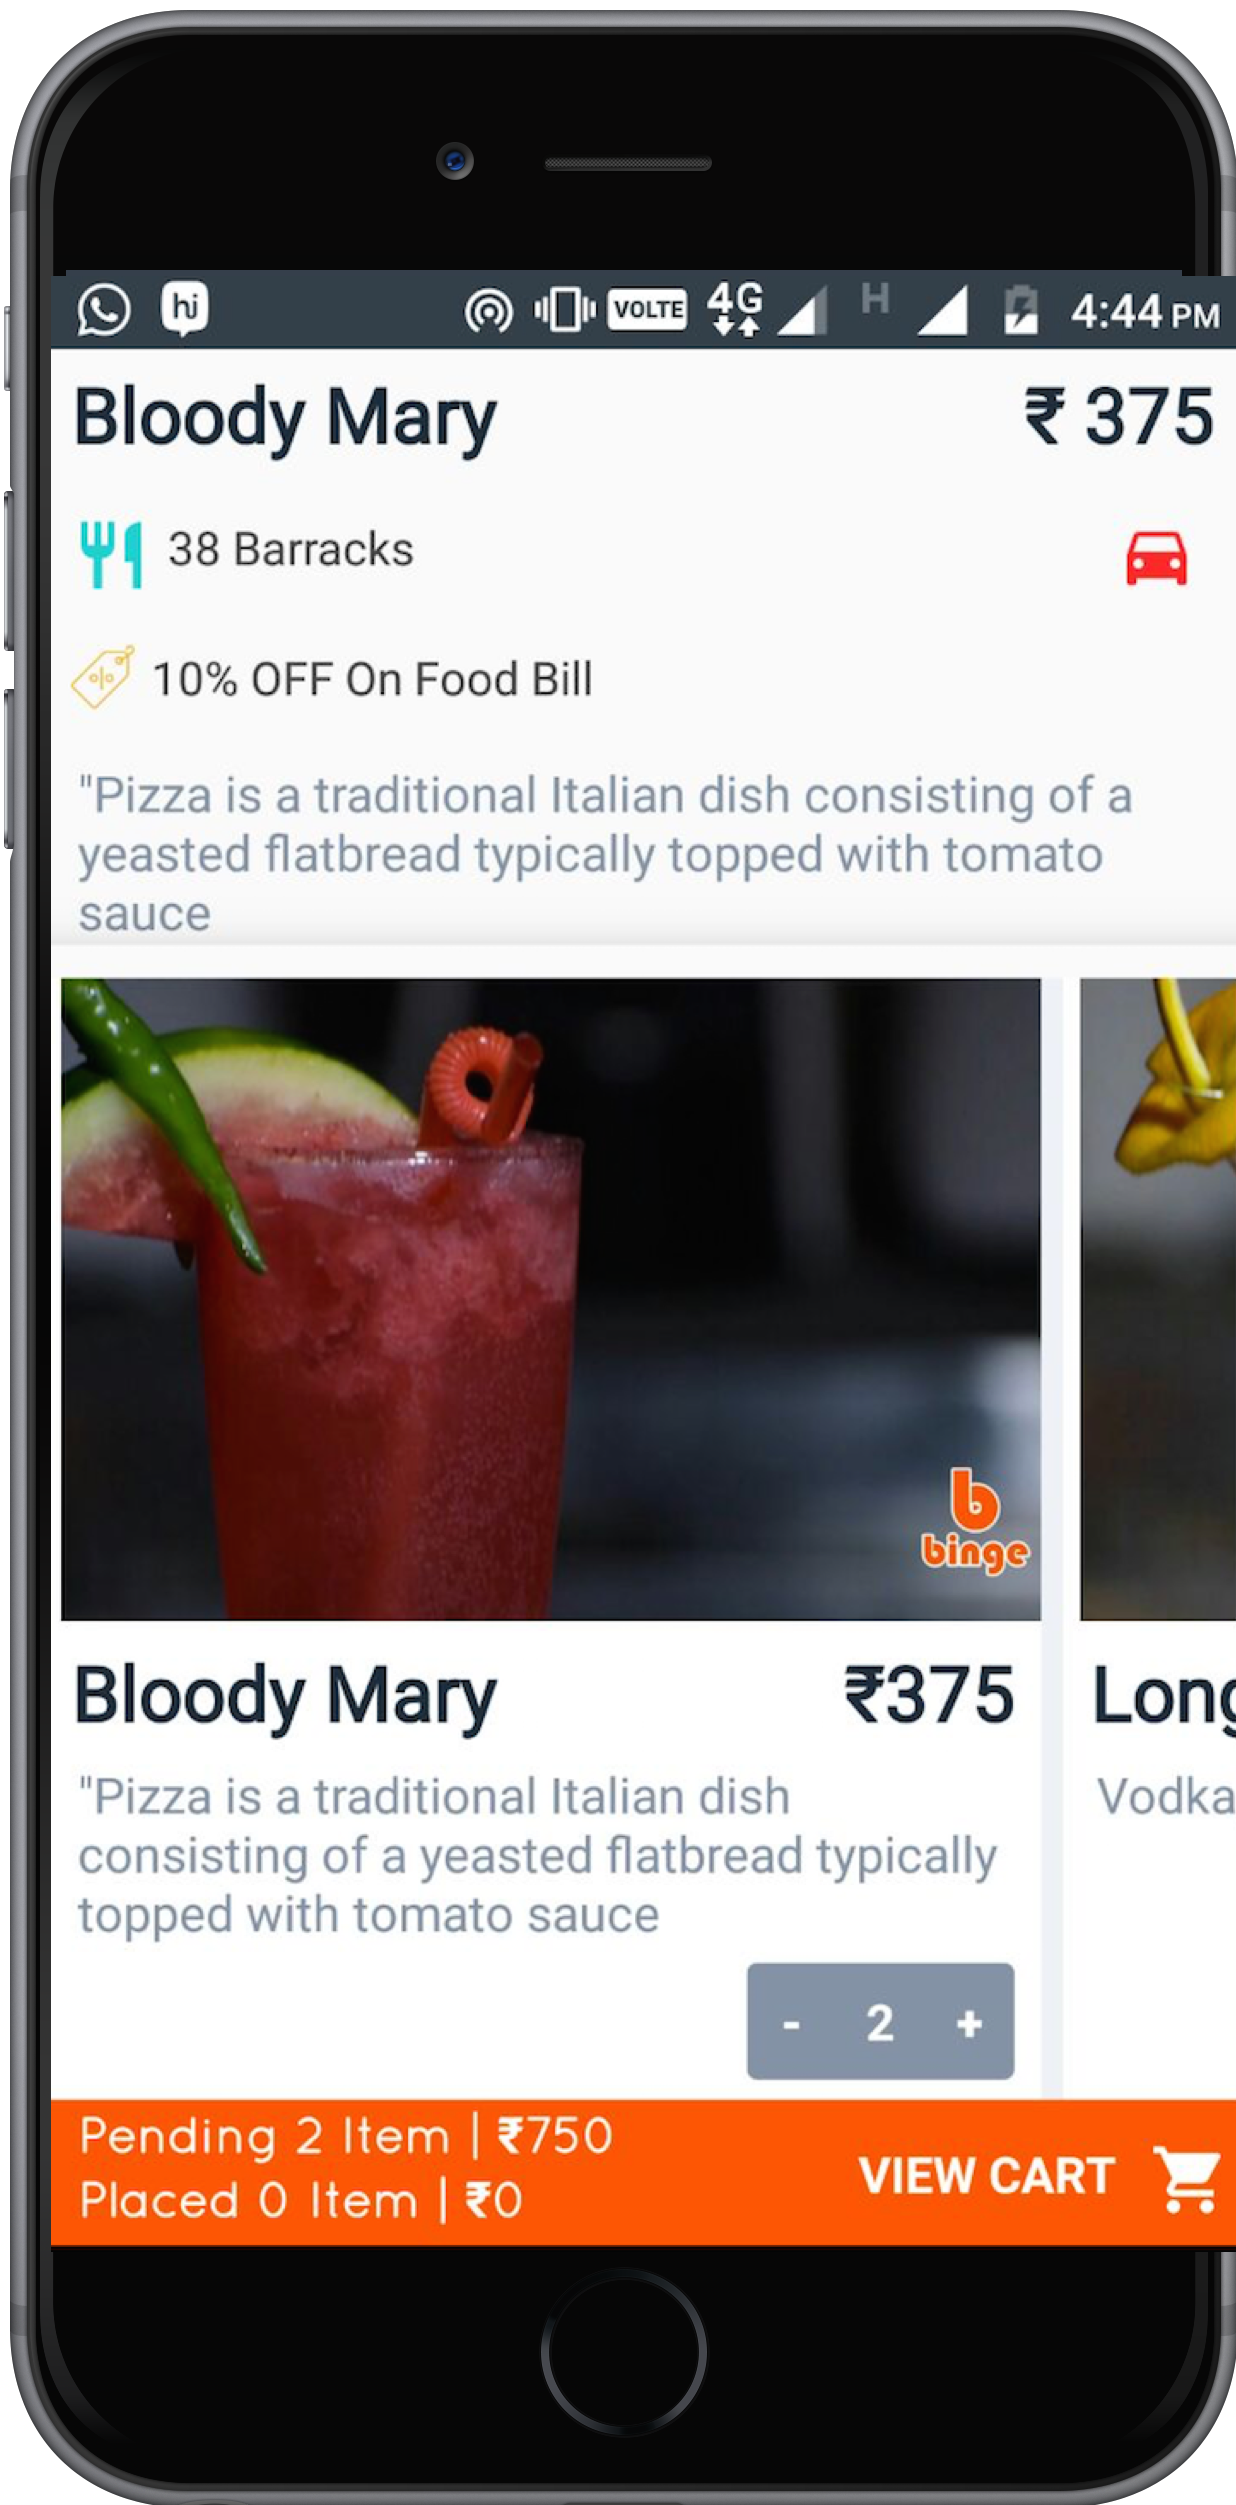 hi VOLTE 4G H 4:44 PM
Bloody Mary ₹ 375
38 Barracks
10% OFF On Food Bill
"Pizza is a traditional Italian dish consisting of a
yeasted flatbread typically topped with tomato
sauce
b
binge
Bloody Mary ₹375
"Pizza is a traditional Italian dish
consisting of a yeasted flatbread typically
topped with tomato sauce
- 2 +
Long
Vodka
Pending 2 Item | ₹750
Placed 0 Item | ₹0
VIEW CART